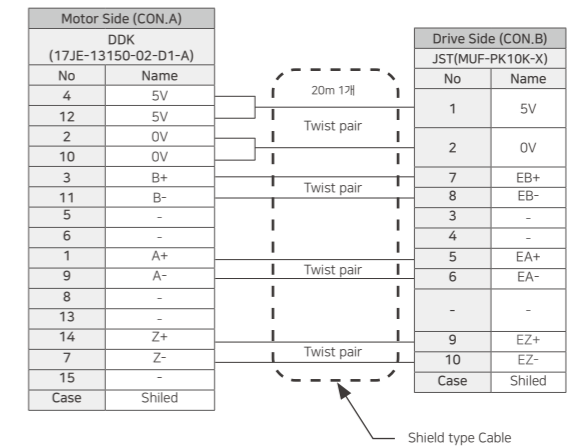 Motor Side (CON.A)
DDK
(17JE-13150-02-D1-A)
No Name
4 5V
12 5V
2 0V
10 0V
3 B+
11 B-
5 -
6 -
1 A+
9 A-
8 -
13 -
14 Z+
7 Z-
15 -
Case Shiled
20m 1개
Twist pair
Twist pair
Twist pair
Twist pair
Drive Side (CON.B)
JST(MUF-PK10K-X)
No Name
1 5V
2 0V
7 EB+
8 EB-
3 -
4 -
5 EA+
6 EA-
- -
9 EZ+
10 EZ-
Case Shiled
Shield type Cable